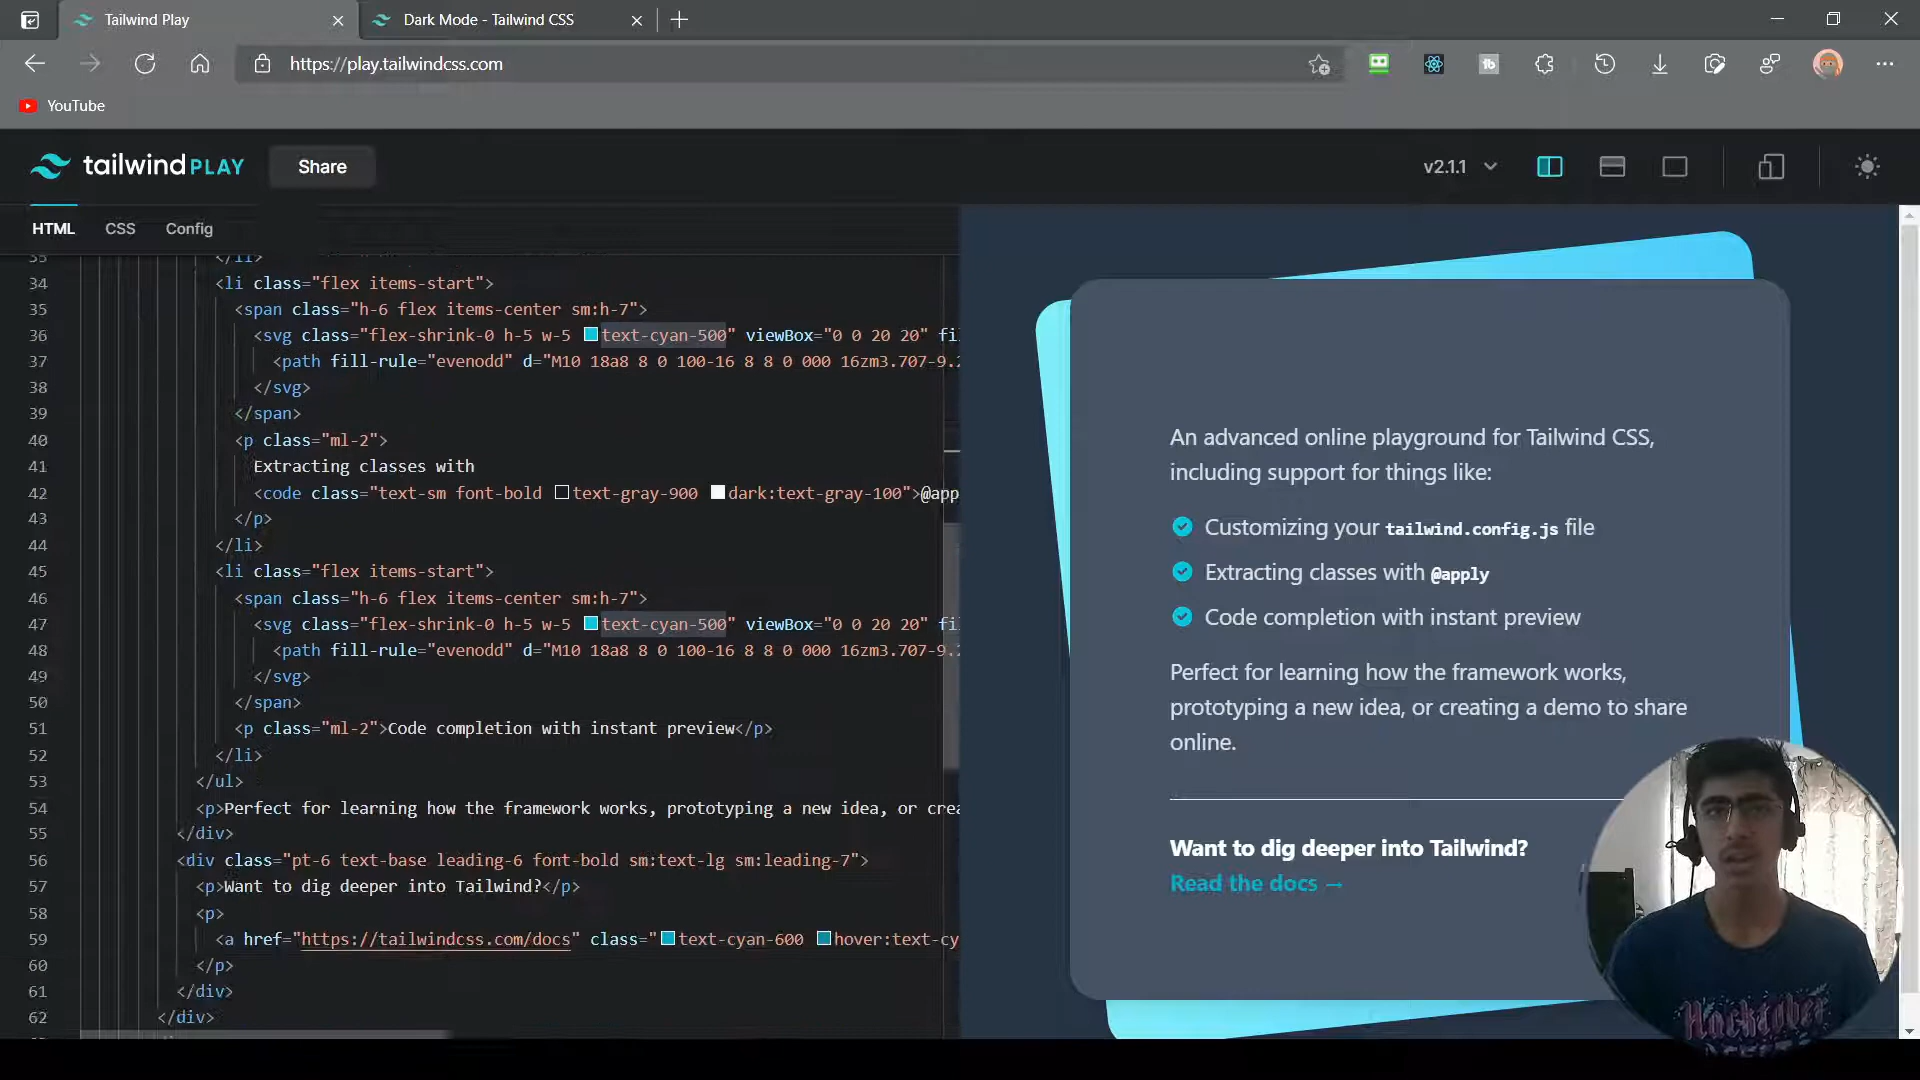 Tailwind Play
Dark Mode - Tailwind CSS
https://play.tailwindcss.com
YouTube
tailwind PLAY
Share
v2.1.1
HTML CSS Config
33 </li>
34 <li class="flex items-start">
35 <span class="h-6 flex items-center sm:h-7">
36 <svg class="flex-shrink-0 h-5 w-5 text-cyan-500" viewBox="0 0 20 20" fil
37 <path fill-rule="evenodd" d="M10 18a8 8 0 100-16 8 8 0 000 16zm3.707-9.2
38 </svg>
39 </span>
40 <p class="ml-2">
41 Extracting classes with
42 <code class="text-sm font-bold text-gray-900 dark:text-gray-100">@app
43 </p>
44 </li>
45 <li class="flex items-start">
46 <span class="h-6 flex items-center sm:h-7">
47 <svg class="flex-shrink-0 h-5 w-5 text-cyan-500" viewBox="0 0 20 20" fil
48 <path fill-rule="evenodd" d="M10 18a8 8 0 100-16 8 8 0 000 16zm3.707-9.2
49 </svg>
50 </span>
51 <p class="ml-2">Code completion with instant preview</p>
52 </li>
53 </ul>
54 <p>Perfect for learning how the framework works, prototyping a new idea, or crea
55 </div>
56 <div class="pt-6 text-base leading-6 font-bold sm:text-lg sm:leading-7">
57 <p>Want to dig deeper into Tailwind?</p>
58 <p>
59 <a href="https://tailwindcss.com/docs" class="text-cyan-600 hover:text-cy
60 </p>
61 </div>
62 </div>
An advanced online playground for Tailwind CSS,
including support for things like:
Customizing your tailwind.config.js file
Extracting classes with @apply
Code completion with instant preview
Perfect for learning how the framework works,
prototyping a new idea, or creating a demo to share
online.
Want to dig deeper into Tailwind?
Read the docs →